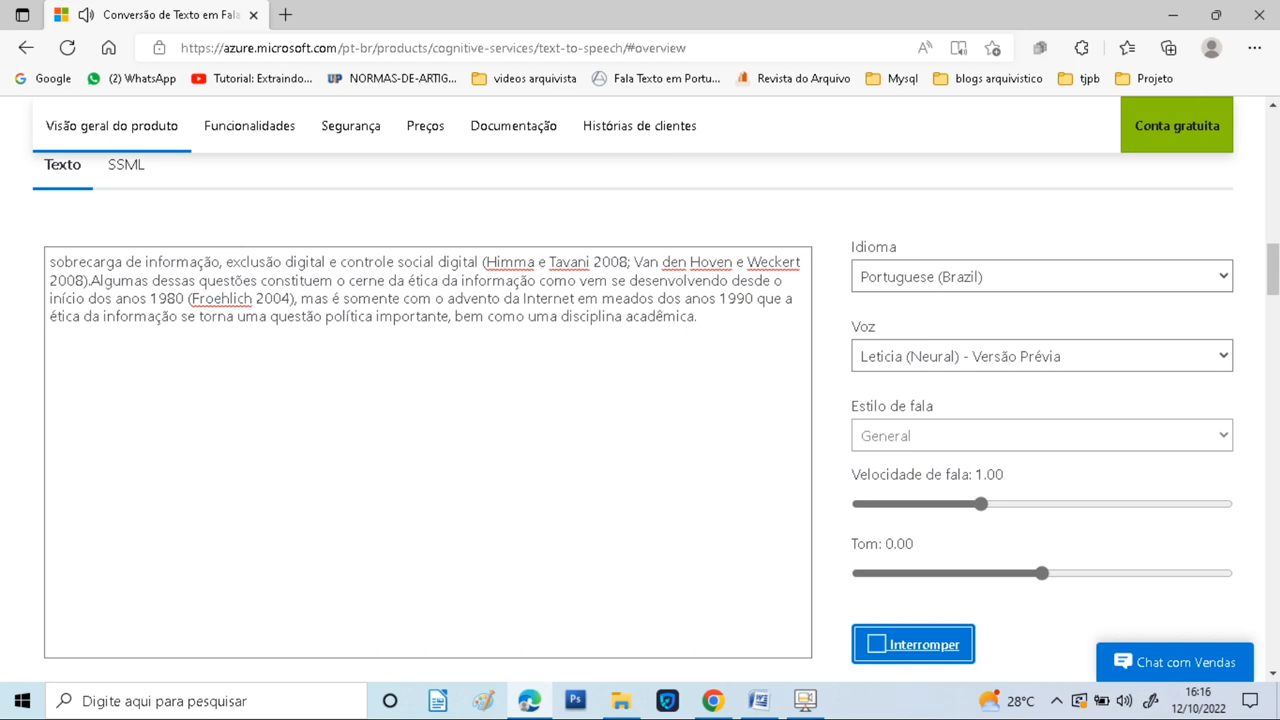 Conversão de Texto em Fala
https://azure.microsoft.com/pt-br/products/cognitive-services/text-to-speech/#overview
Google
(2) WhatsApp
Tutorial: Extraindo...
UP NORMAS-DE-ARTIG...
videos arquivista
Fala Texto em Portu...
Revista do Arquivo
Mysql
blogs arquivistico
tjpb
Projeto
Visão geral do produto
Funcionalidades
Segurança
Preços
Documentação
Histórias de clientes
Conta gratuita
Texto
SSML
sobrecarga de informação, exclusão digital e controle social digital (Himma e Tavani 2008; Van den Hoven e Weckert
2008).Algumas dessas questões constituem o cerne da ética da informação como vem se desenvolvendo desde o
início dos anos 1980 (Froehlich 2004), mas é somente com o advento da Internet em meados dos anos 1990 que a
ética da informação se torna uma questão política importante, bem como uma disciplina acadêmica.
Idioma
Portuguese (Brazil)
Voz
Leticia (Neural) - Versão Prévia
Estilo de fala
General
Velocidade de fala: 1.00
Tom: 0.00
Interromper
Chat com Vendas
Digite aqui para pesquisar
Ps
28°C
16:16
12/10/2022